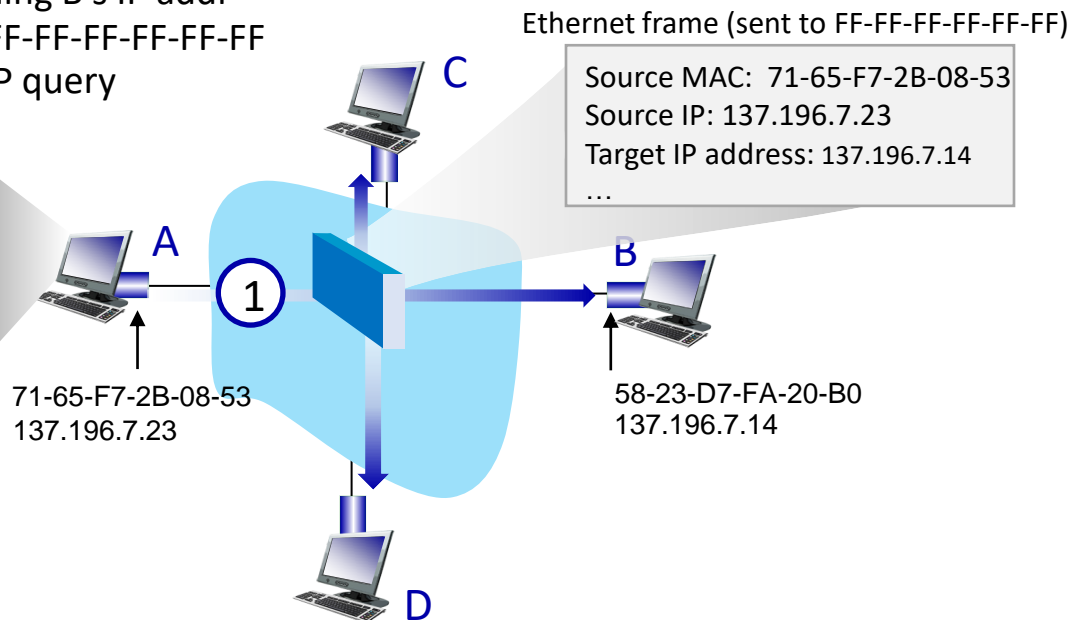 ing B's IP addr
FF-FF-FF-FF-FF-FF
P query
Ethernet frame (sent to FF-FF-FF-FF-FF-FF)
Source MAC:  71-65-F7-2B-08-53
Source IP: 137.196.7.23
Target IP address: 137.196.7.14
…
C
A
B
1
71-65-F7-2B-08-53
137.196.7.23
58-23-D7-FA-20-B0
137.196.7.14
D